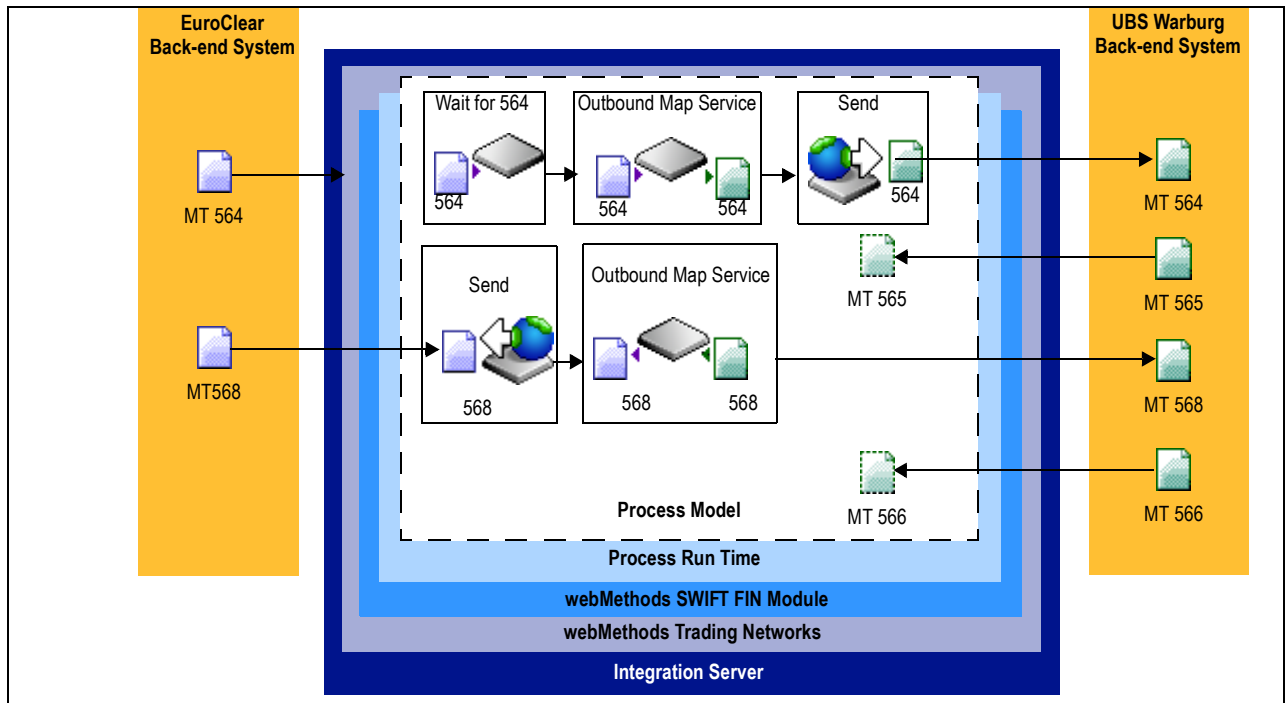 EuroClear
Back-end System
UBS Warburg
Back-end System
Wait for 564
Outbound Map Service
Send
564
564
564
564
MT 564
MT 564
MT 565
MT 565
Send
Outbound Map Service
568
568
568
MT568
MT 568
MT 566
MT 566
Process Model
Process Run Time
webMethods SWIFT FIN Module
webMethods Trading Networks
Integration Server